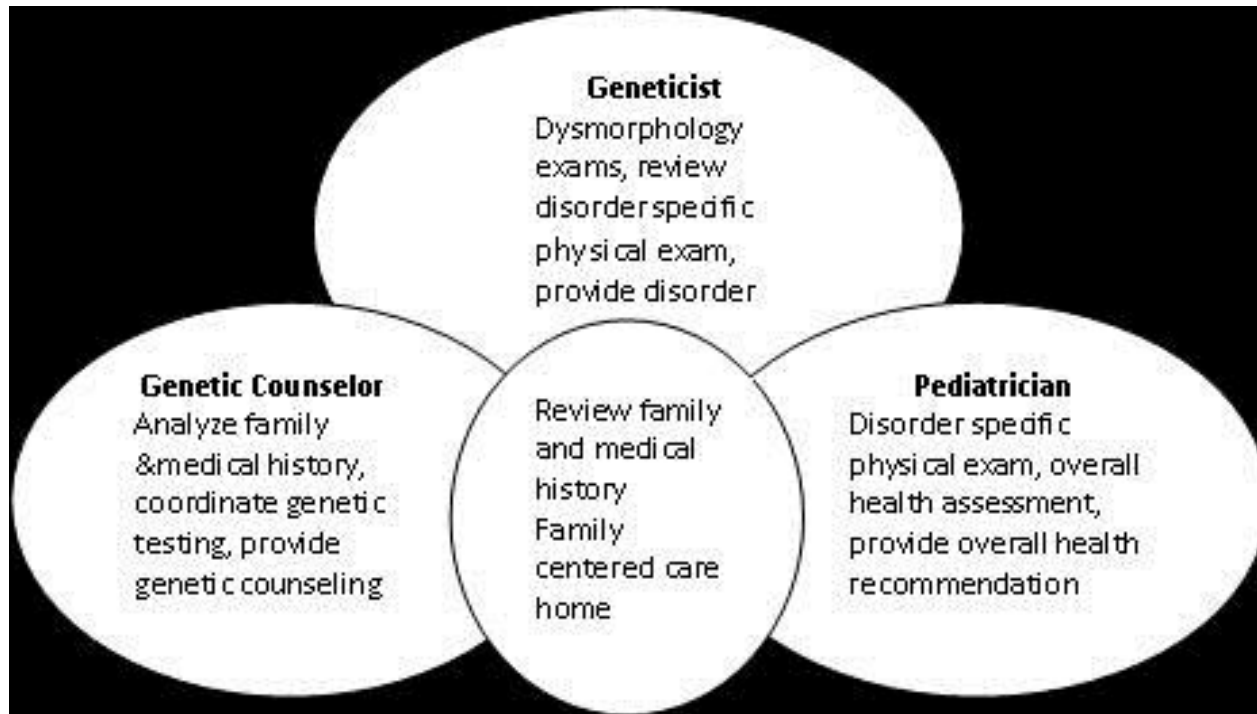 Geneticist
Dysmorphology
exams, review
disorder specific
physical exam,
provide disorder
Genetic Counselor
Analyze family
&medical history,
coordinate genetic
testing, provide
genetic counseling
Review family
and medical
history
Family
centered care
home
Pediatrician
Disorder specific
physical exam, overall
health assessment,
provide overall health
recommendation